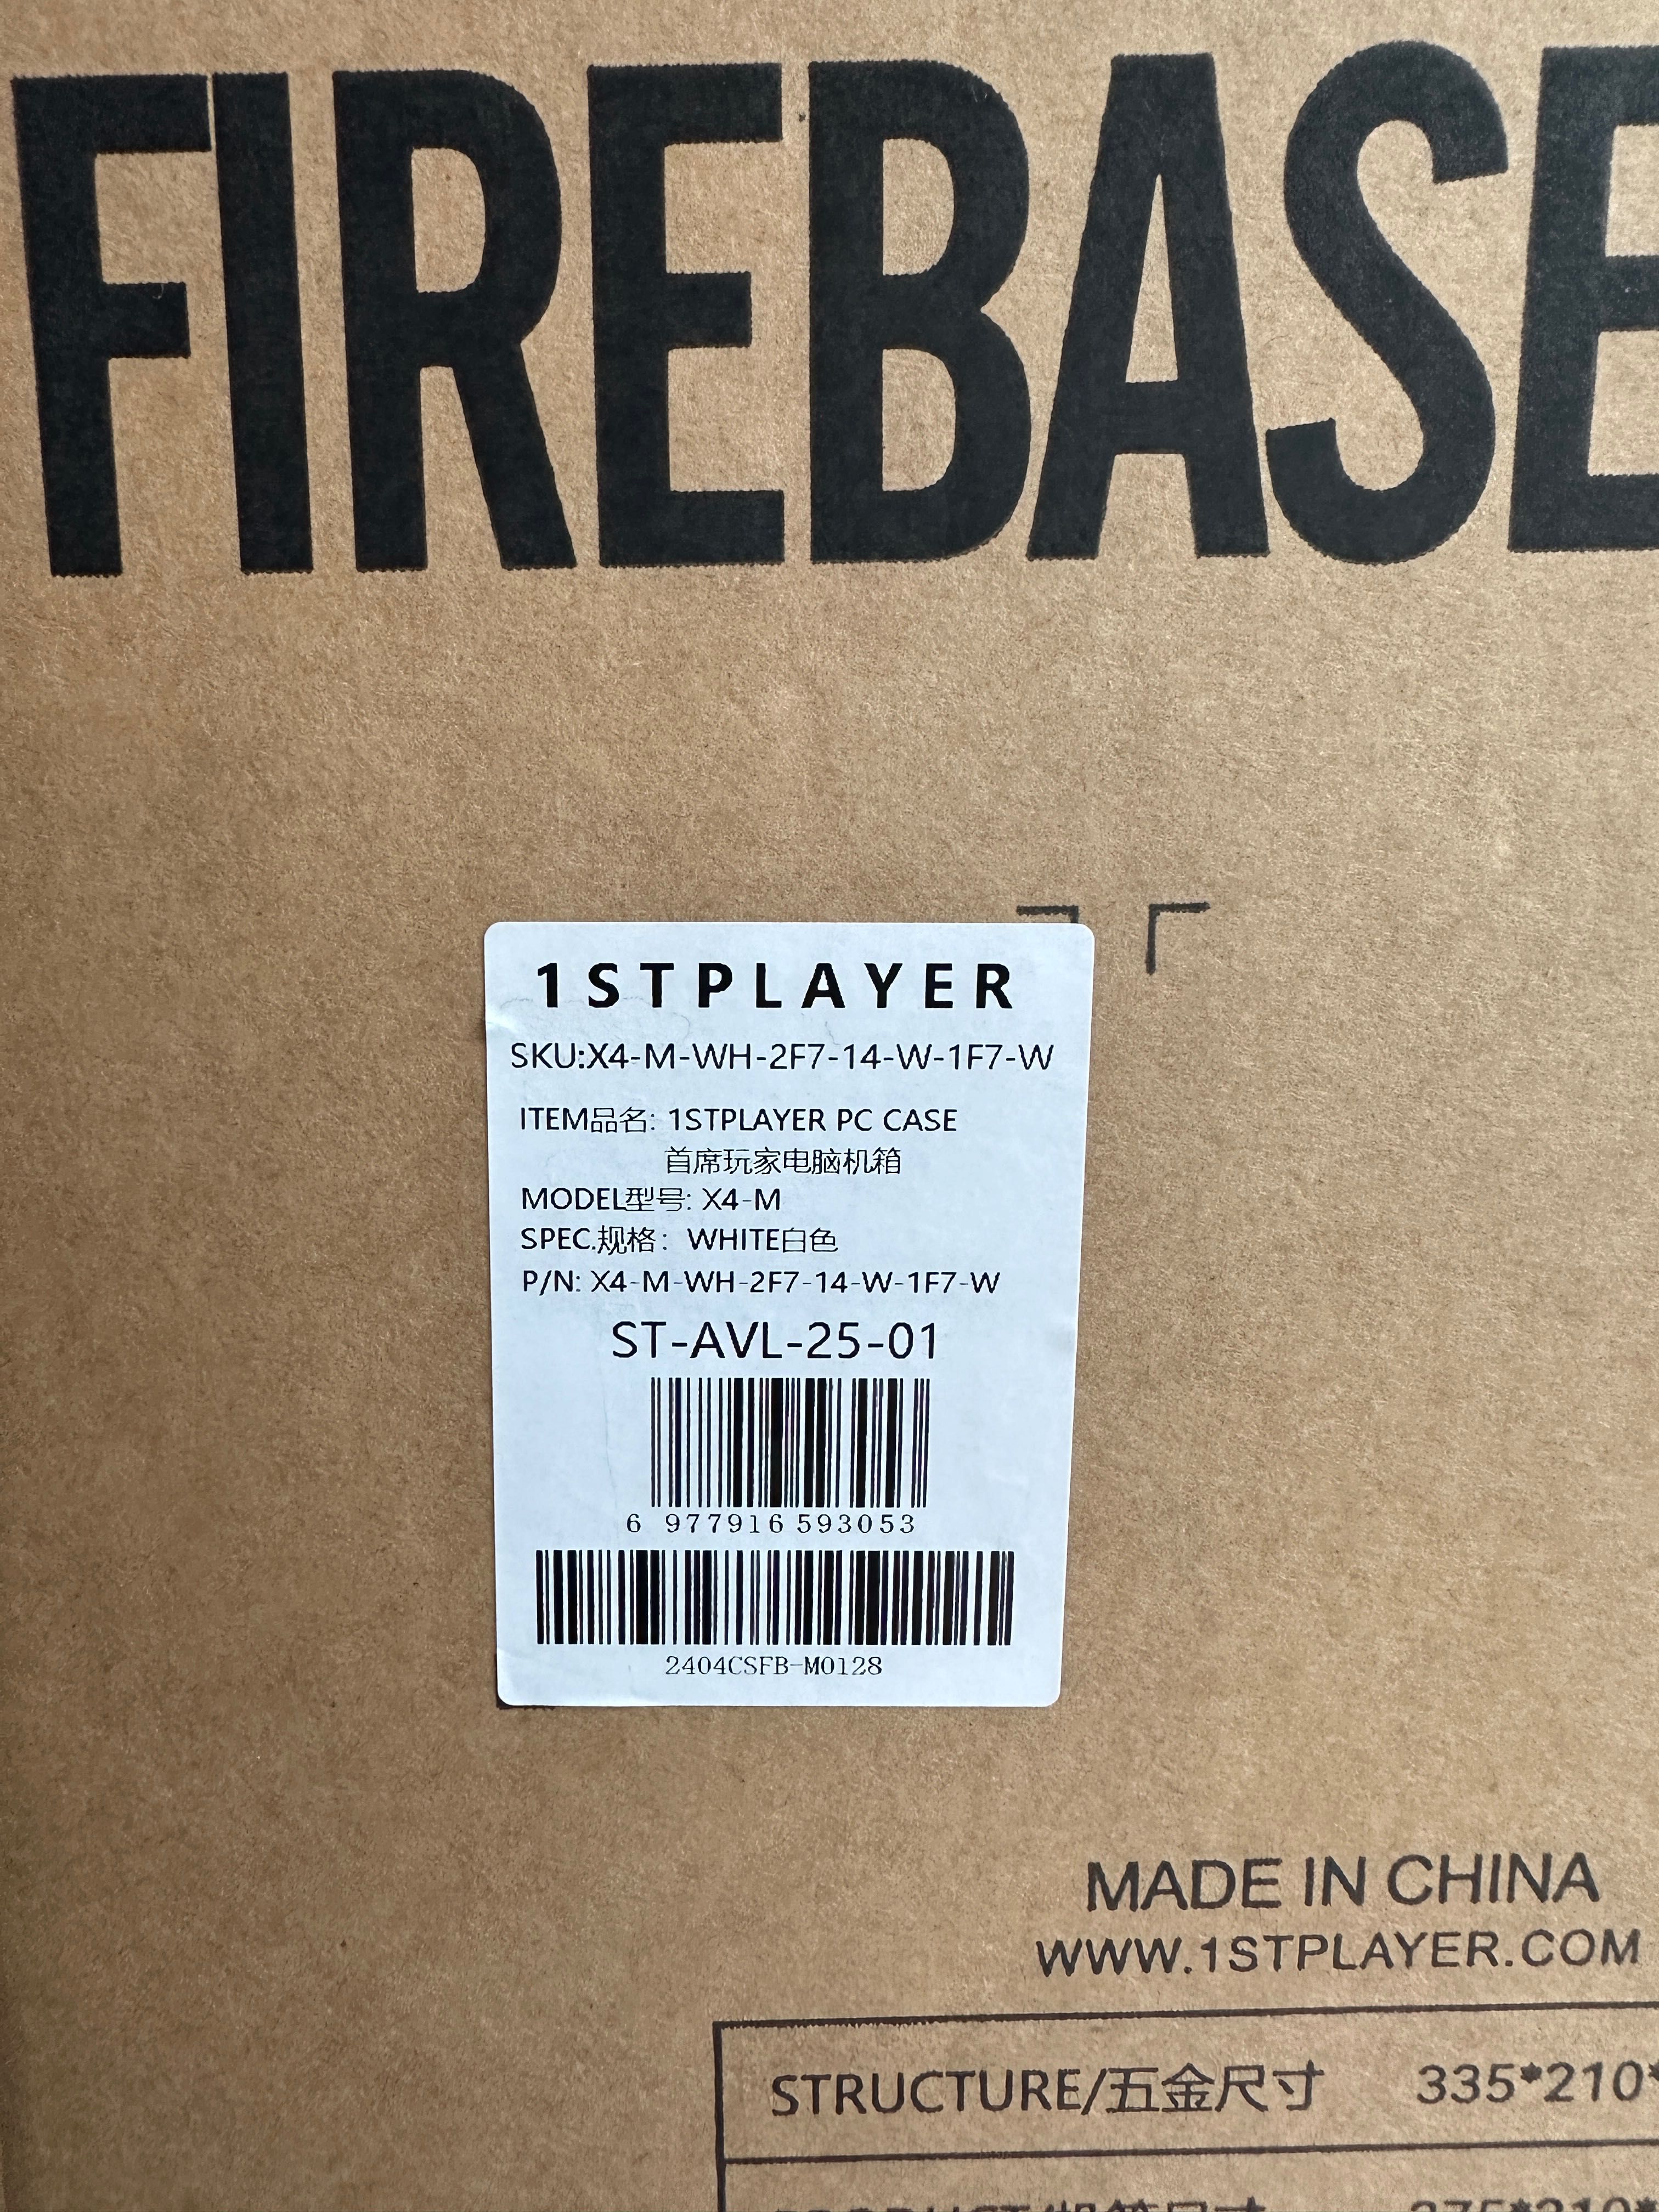 FIREBASE
1STPLAYER
SKU:X4-M-WH-2F7-14-W-1F7-W
ITEM品名: 1STPLAYER PC CASE
首席玩家电脑机箱
MODEL型号: X4-M
SPEC.规格: WHITE白色
P/N: X4-M-WH-2F7-14-W-1F7-W
ST-AVL-25-01
6 977916 593053
2404CSFB-M0128
MADE IN CHINA
WWW.1STPLAYER.COM
STRUCTURE/五金尺寸 335*210*